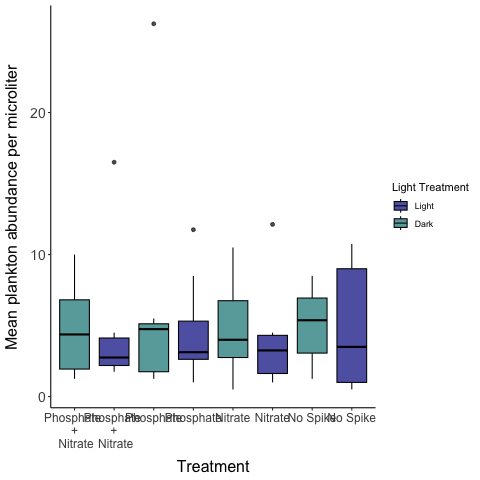 Mean plankton abundance per microliter
20
10
0
Phosphate Phosphate Phosphate Phosphate Nitrate Nitrate No Spike No Spike
+ +
Nitrate Nitrate
Treatment
Light Treatment
Light
Dark